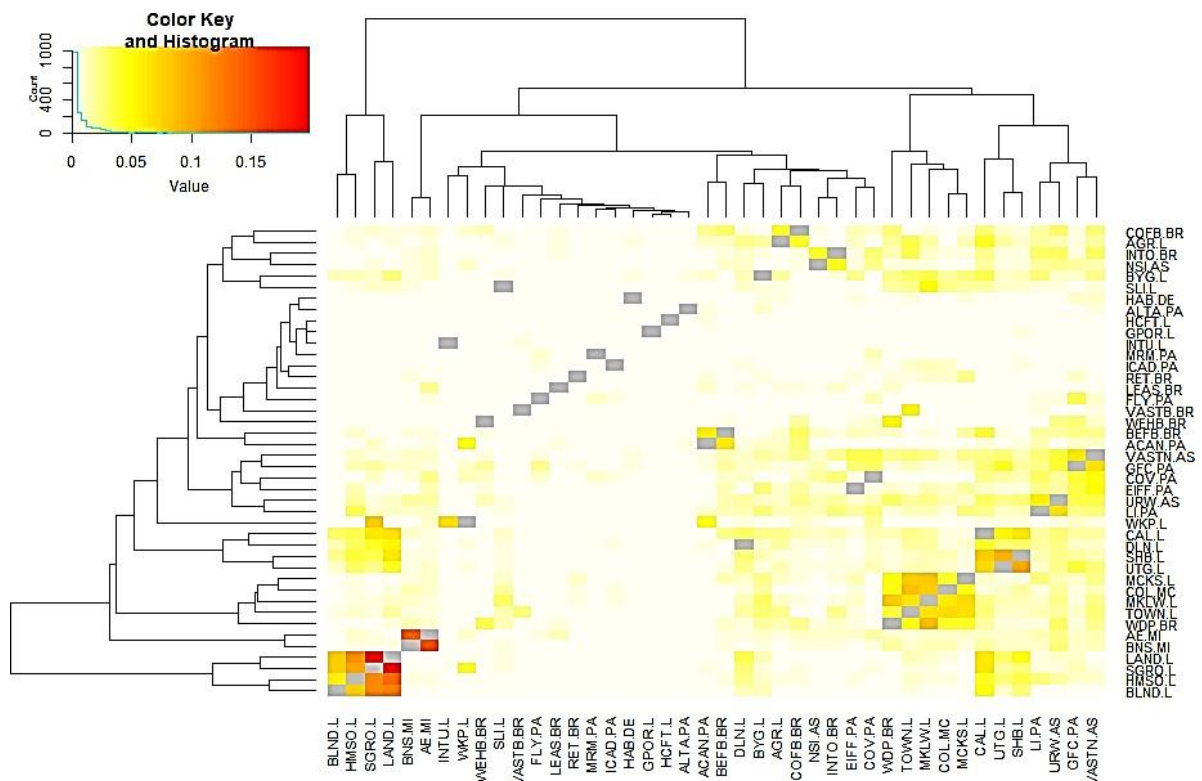 Color Key
and Histogram
Count
0 400 1000
0 0.05 0.1 0.15
Value
COFB.BR
AGR.L
INTO.BR
NSI.AS
BYG.L
SLI.L
HAB.DE
ALTA.PA
HCFT.L
GPOR.L
INTU.L
MRM.PA
ICAD.PA
RET.BR
LEAS.BR
FLY.PA
VASTB.BR
WEHB.BR
BEFB.BR
ACAN.PA
VASTN.AS
GFC.PA
COV.PA
EIFF.PA
URW.AS
LI.PA
WKP.L
CAL.L
DLN.L
SHB.L
UTG.L
MCKS.L
COL.MC
MKLW.L
TOWN.L
WDP.BR
AE.MI
BNS.MI
LAND.L
SGRO.L
HMSO.L
BLND.L
BLND.L
HMSO.L
SGRO.L
LAND.L
BNS.MI
AE.MI
INTU.L
WKP.L
WEHB.BR
SLI.L
VASTB.BR
FLY.PA
LEAS.BR
RET.BR
MRM.PA
ICAD.PA
HAB.DE
GPOR.L
HCFT.L
ALTA.PA
ACAN.PA
BEFB.BR
DLN.L
BYG.L
AGR.L
COFB.BR
NSI.AS
INTO.BR
EIFF.PA
COV.PA
WDP.BR
TOWN.L
MKLW.L
COL.MC
MCKS.L
CAL.L
UTG.L
SHB.L
LI.PA
URW.AS
GFC.PA
VASTN.AS